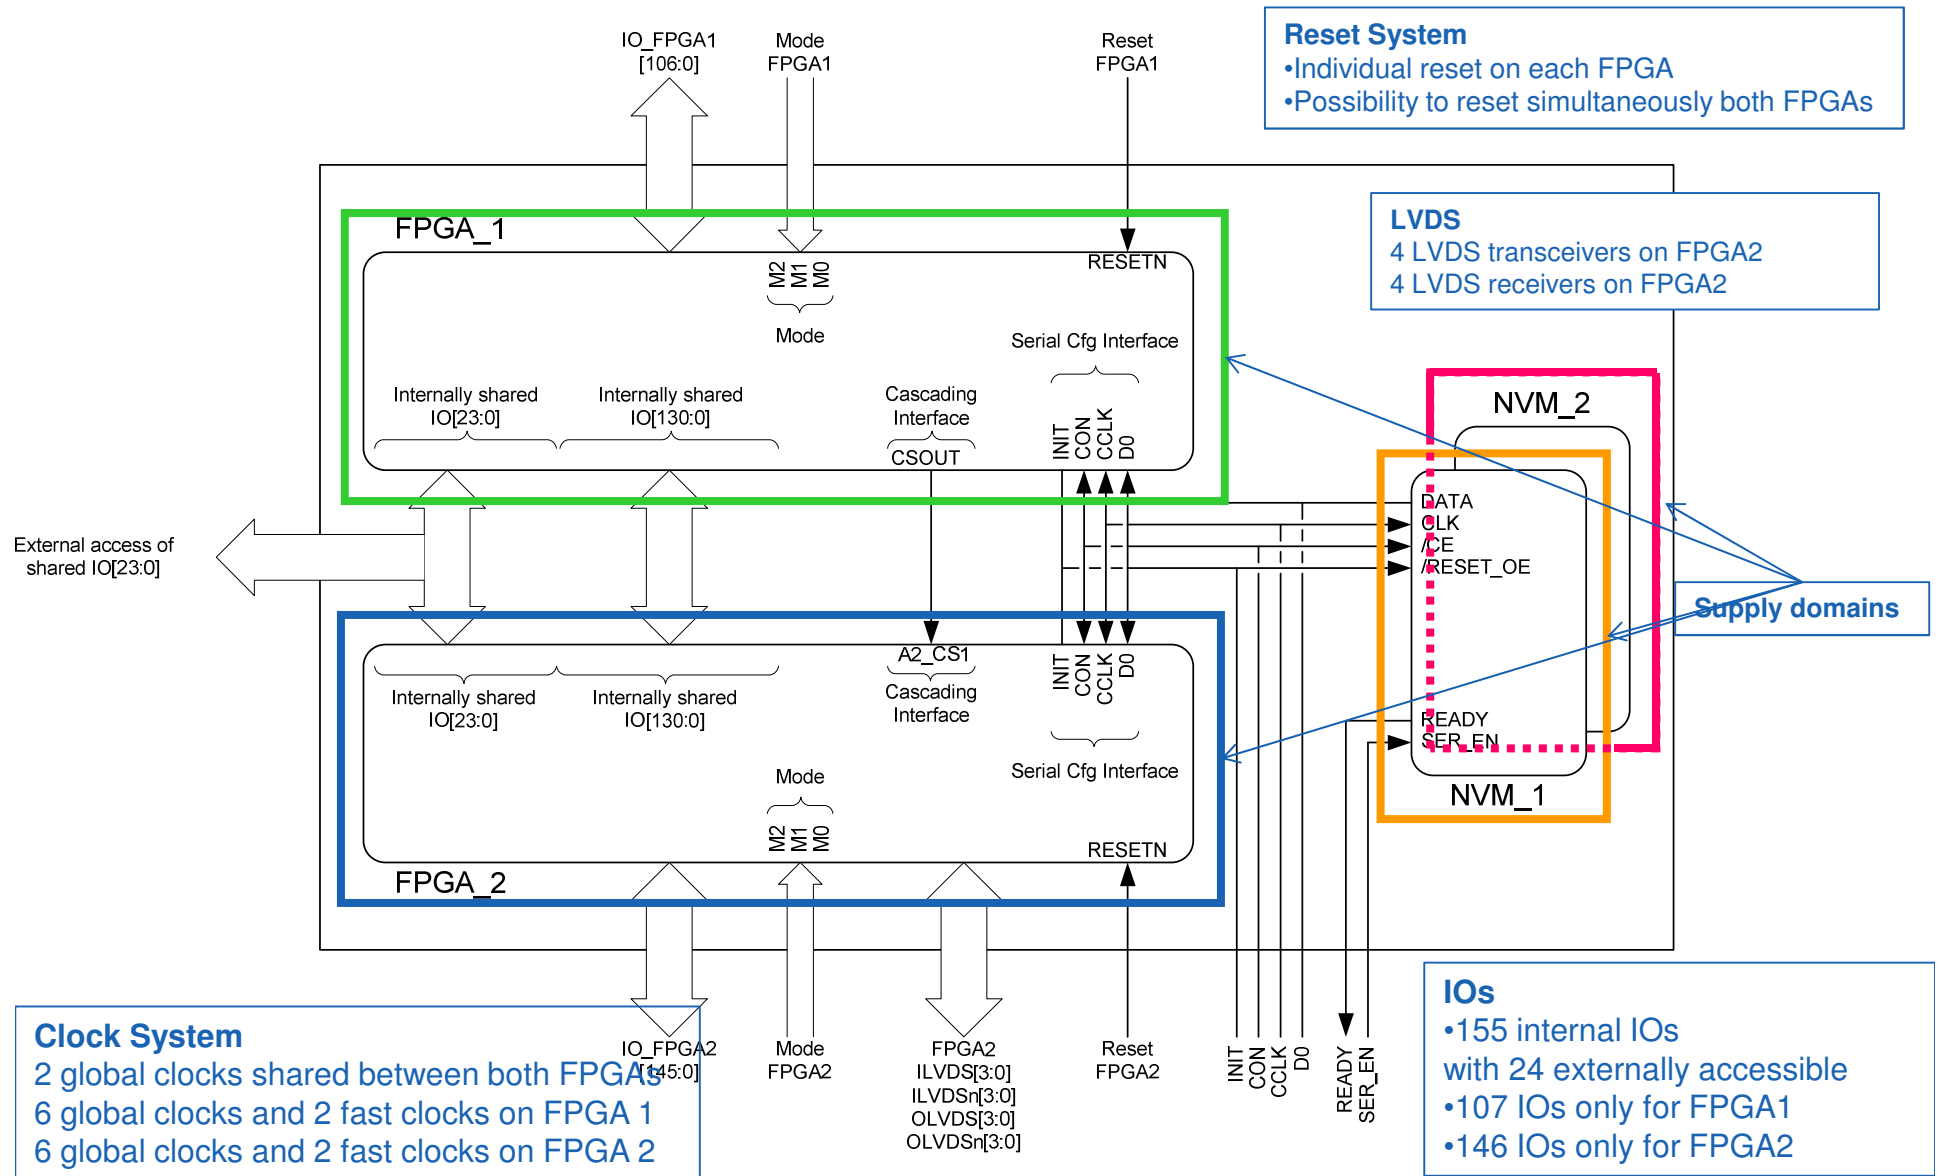 IO_FPGA1
[106:0]
Mode
FPGA1
Reset
FPGA1
Reset System
•Individual reset on each FPGA
•Possibility to reset simultaneously both FPGAs
LVDS
4 LVDS transceivers on FPGA2
4 LVDS receivers on FPGA2
FPGA_1
M2
M1
M0
Mode
RESETN
Serial Cfg Interface
Internally shared
IO[23:0]
Internally shared
IO[130:0]
Cascading
Interface
CSOUT
INIT
CON
CCLK
D0
NVM_2
DATA
CLK
/CE
/RESET_OE
READY
SER_EN
NVM_1
External access of
shared IO[23:0]
Supply domains
A2_CS1
Cascading
Interface
INIT
CON
CCLK
D0
Internally shared
IO[23:0]
Internally shared
IO[130:0]
Serial Cfg Interface
Mode
M2
M1
M0
RESETN
FPGA_2
Clock System
2 global clocks shared between both FPGAs
6 global clocks and 2 fast clocks on FPGA 1
6 global clocks and 2 fast clocks on FPGA 2
IO_FPGA2
[145:0]
Mode
FPGA2
FPGA2
ILVDS[3:0]
ILVDSn[3:0]
OLVDS[3:0]
OLVDSn[3:0]
Reset
FPGA2
INIT
CON
CCLK
D0
READY
SER_EN
IOs
•155 internal IOs
with 24 externally accessible
•107 IOs only for FPGA1
•146 IOs only for FPGA2